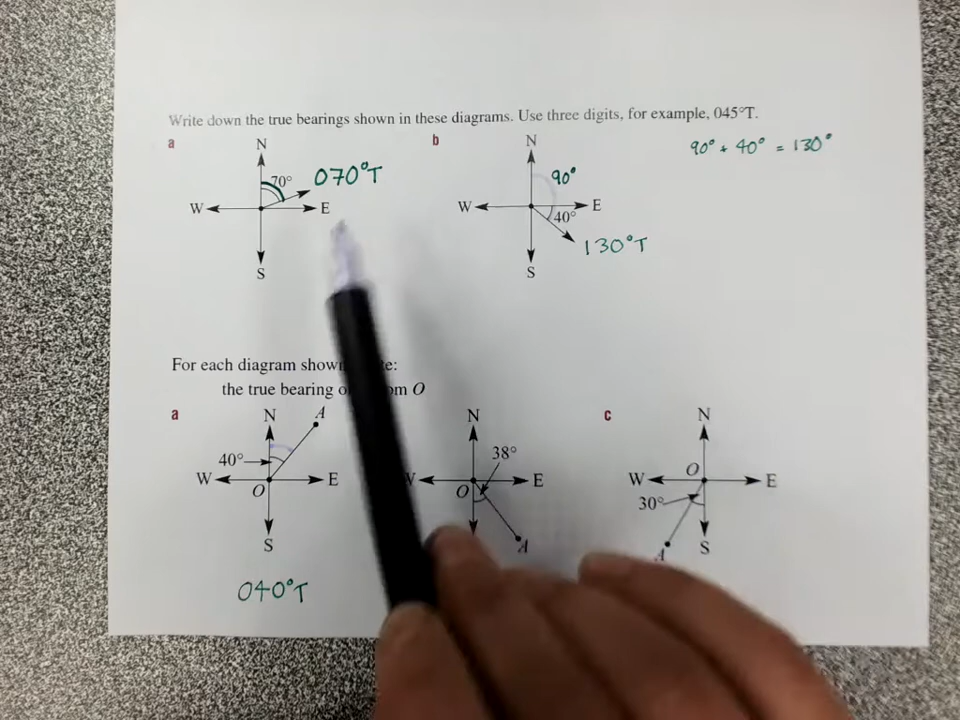 Write down the true bearings shown in these diagrams. Use three digits, for example, 045°T.
a
N
70°
070°T
W
E
S
b
N
90°
W
E
40°
130°T
S
90° + 40° = 130°
For each diagram shown
the true bearing O
a
N
A
40°
W
E
O
S
040°T
N
38°
E
O
A
c
N
W
O
E
30°
A
S